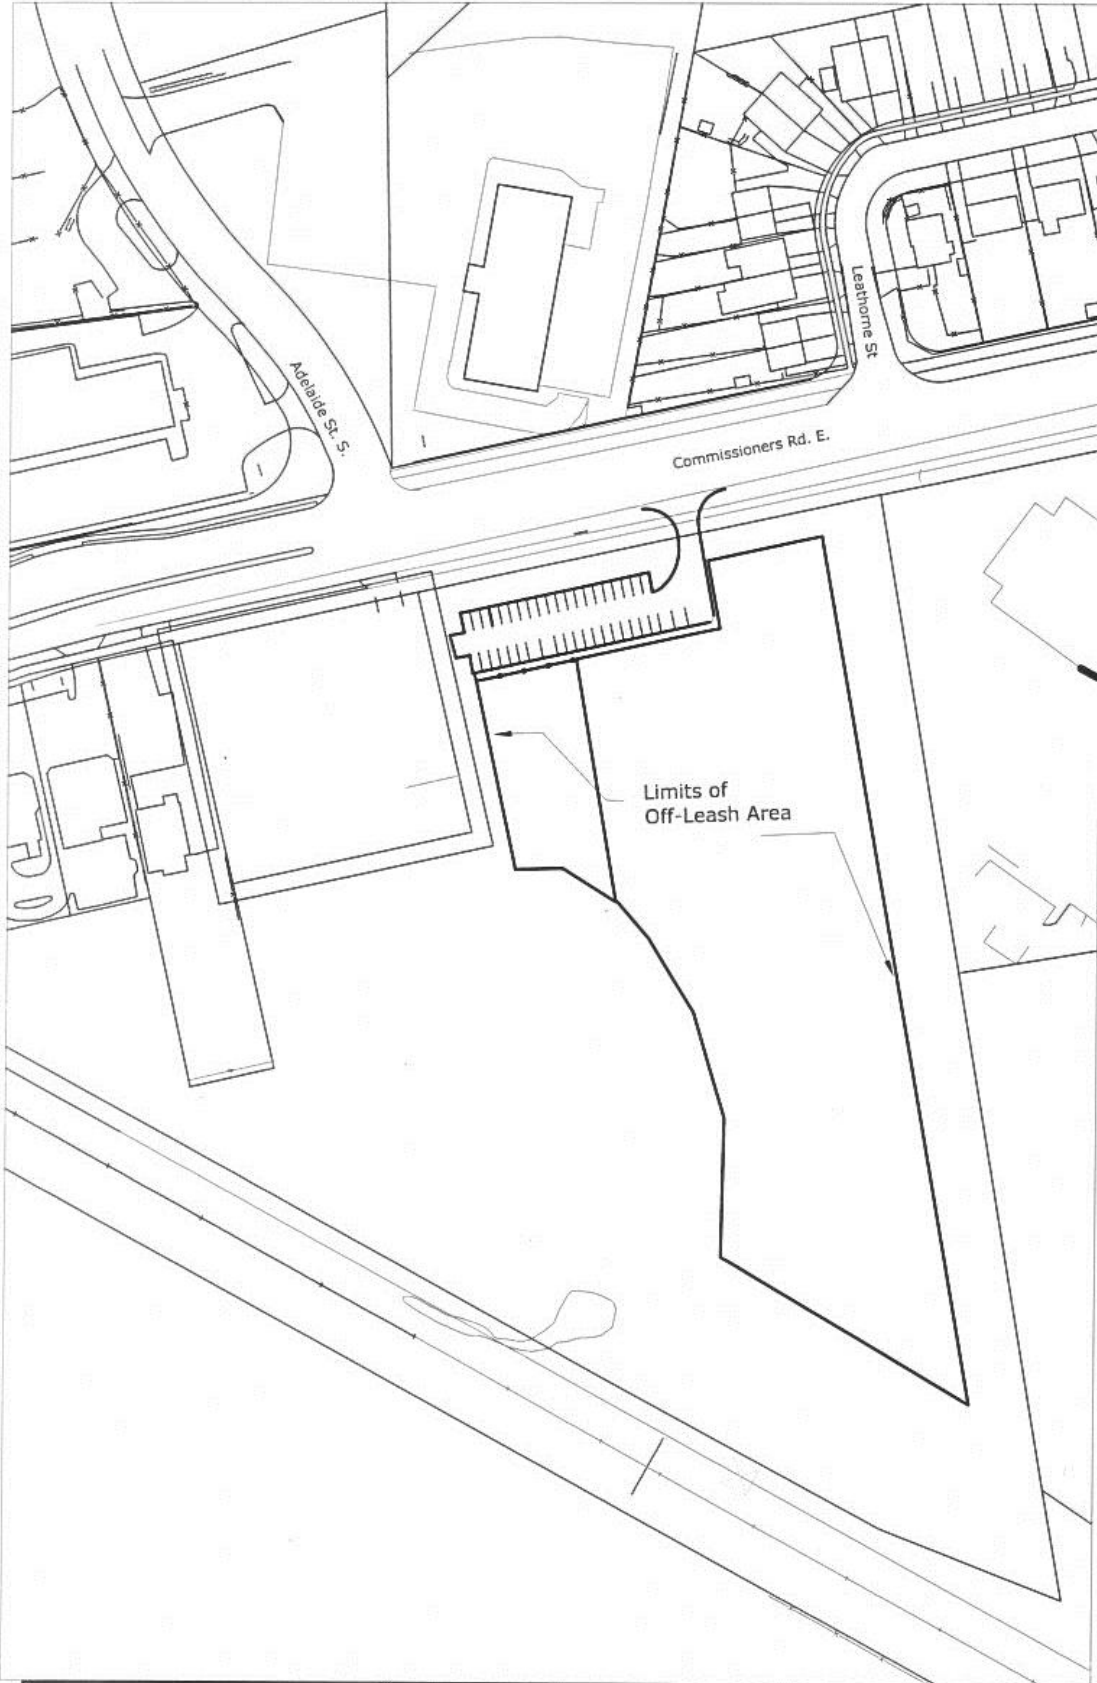 Leathorne St
Adelaide St. S.
Commissioners Rd. E.
Limits of
Off-Leash Area